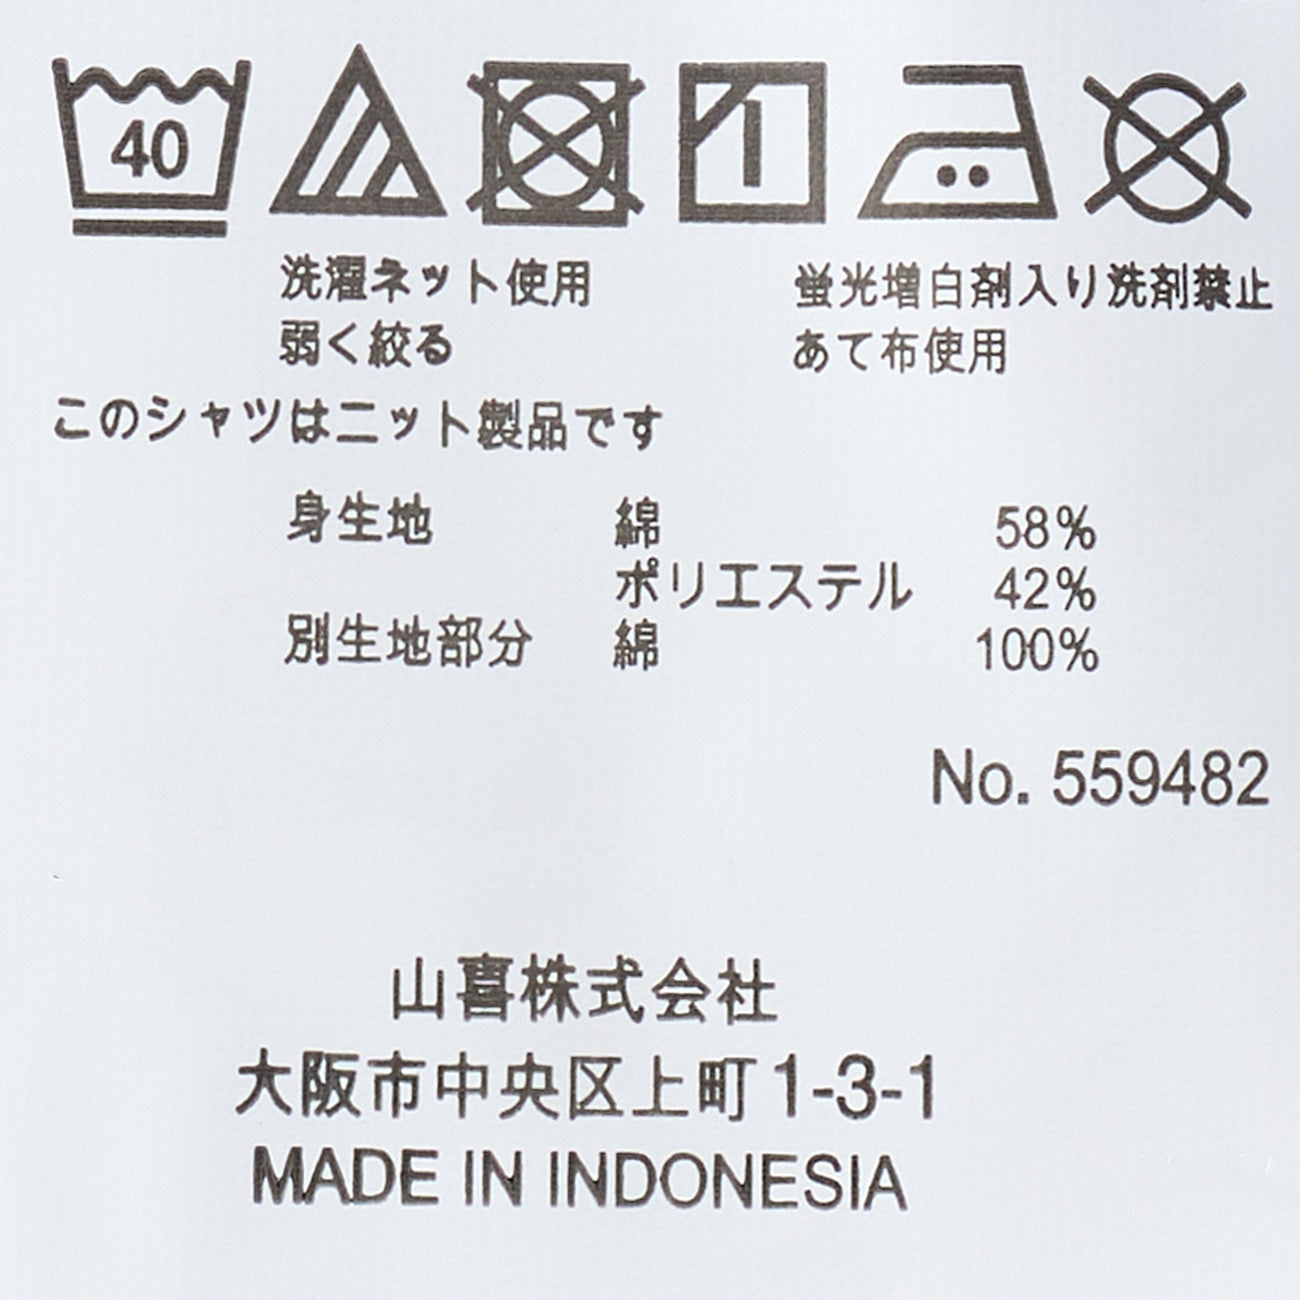 40
洗濯ネット使用 蛍光増白剤入り洗剤禁止
弱く絞る あて布使用
このシャツはニット製品です
身生地 綿 58%
ポリエステル 42%
別生地部分 綿 100%
No. 559482
山喜株式会社
大阪市中央区上町1-3-1
MADE IN INDONESIA